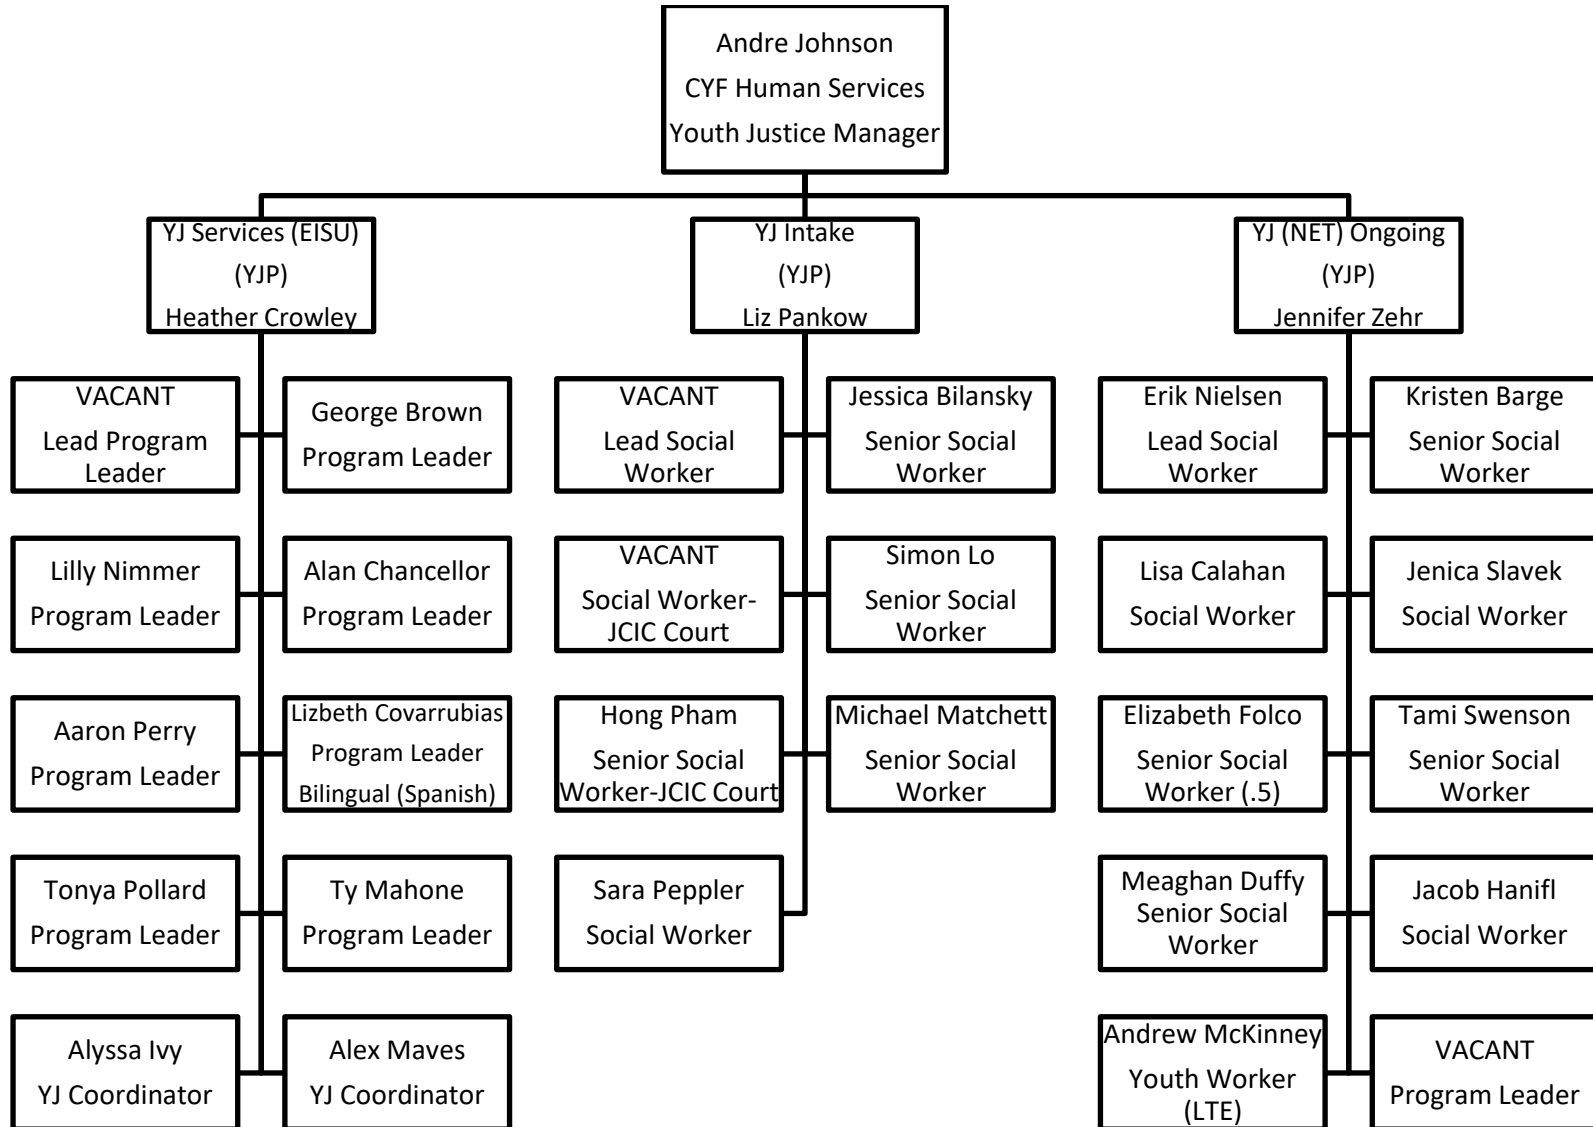 Andre Johnson
CYF Human Services
Youth Justice Manager
YJ Services (EISU)
(YJP)
Heather Crowley
YJ Intake
(YJP)
Liz Pankow
YJ (NET) Ongoing
(YJP)
Jennifer Zehr
VACANT
Lead Program
Leader
George Brown
Program Leader
VACANT
Lead Social
Worker
Jessica Bilansky
Senior Social
Worker
Erik Nielsen
Lead Social
Worker
Kristen Barge
Senior Social
Worker
Lilly Nimmer
Program Leader
Alan Chancellor
Program Leader
VACANT
Social Worker-
JCIC Court
Simon Lo
Senior Social
Worker
Lisa Calahan
Social Worker
Jenica Slavek
Social Worker
Aaron Perry
Program Leader
Lizbeth Covarrubias
Program Leader
Bilingual (Spanish)
Hong Pham
Senior Social
Worker-JCIC Court
Michael Matchett
Senior Social
Worker
Elizabeth Folco
Senior Social
Worker (.5)
Tami Swenson
Senior Social
Worker
Tonya Pollard
Program Leader
Ty Mahone
Program Leader
Sara Peppler
Social Worker
Meaghan Duffy
Senior Social
Worker
Jacob Hanifl
Social Worker
Alyssa Ivy
YJ Coordinator
Alex Maves
YJ Coordinator
Andrew McKinney
Youth Worker
(LTE)
VACANT
Program Leader